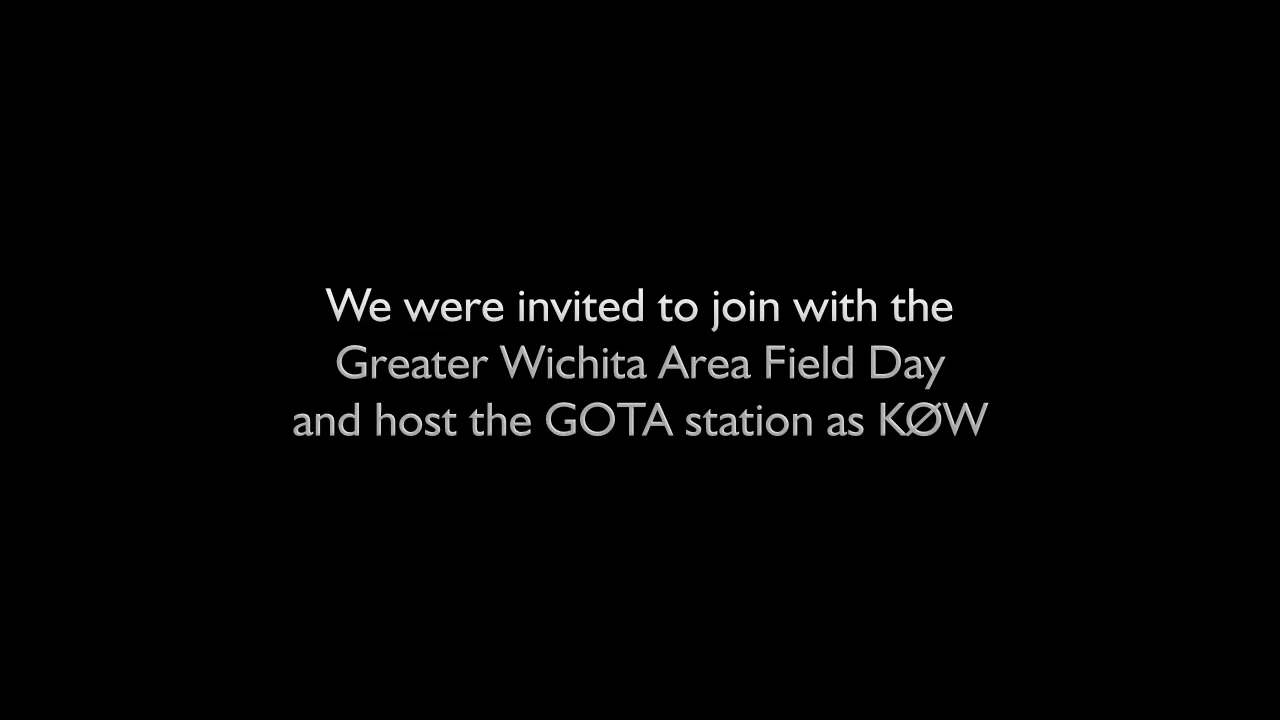 We were invited to join with the
Greater Wichita Area Field Day
and host the GOTA station as KØW